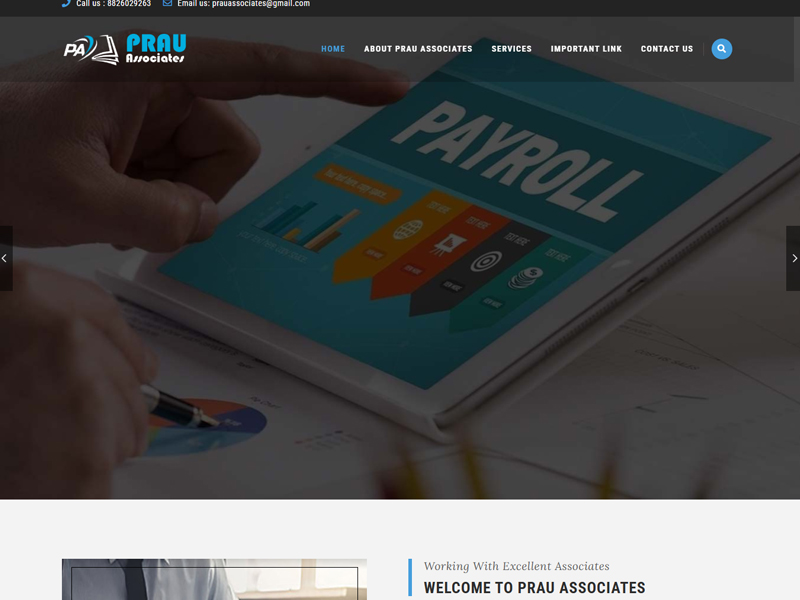 Call us : 8826029263 Email us: prauassociates@gmail.com
PA PRAU
Associates
HOME ABOUT PRAU ASSOCIATES SERVICES IMPORTANT LINK CONTACT US
PAYROLL
Working With Excellent Associates
WELCOME TO PRAU ASSOCIATES